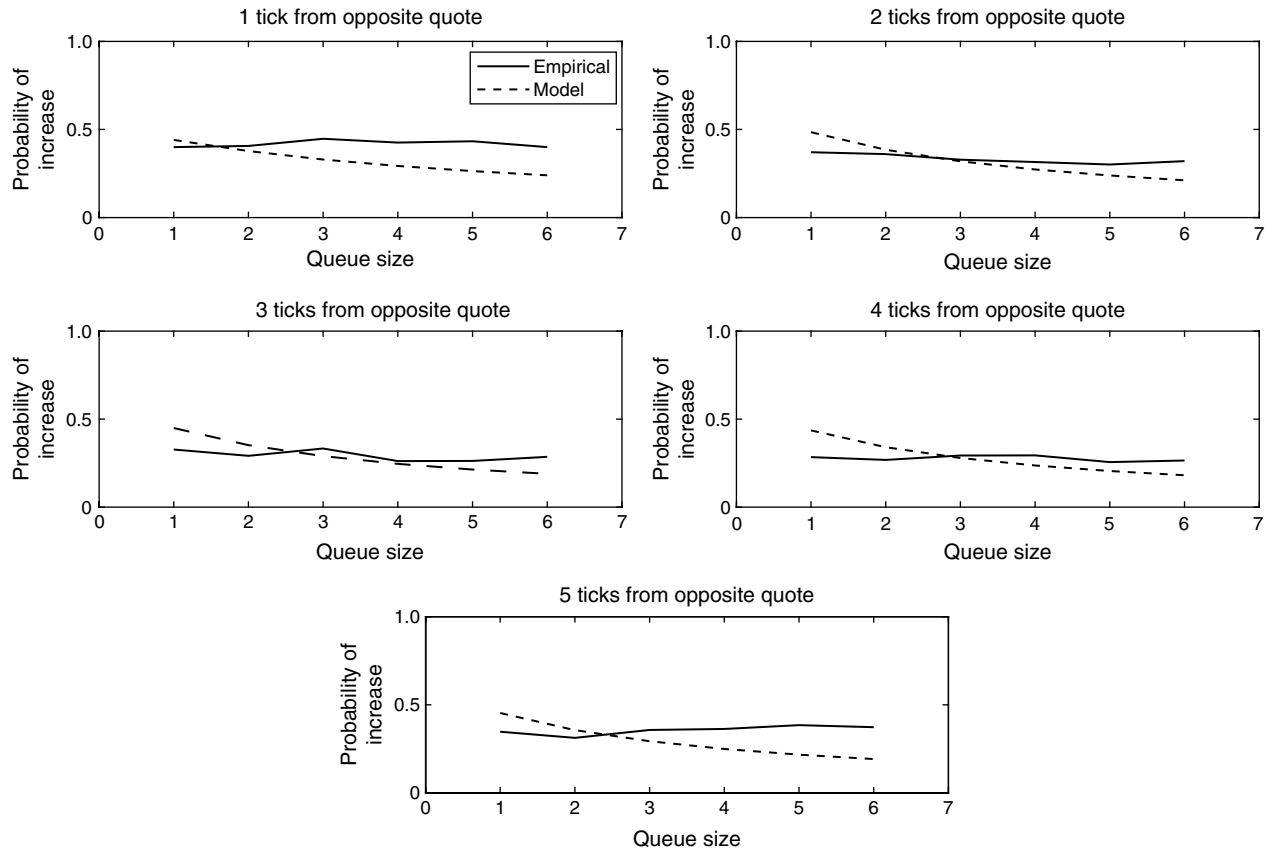 1 tick from opposite quote
1.0
0.5
0
Probability of
increase
Empirical
Model
0 1 2 3 4 5 6 7
Queue size
2 ticks from opposite quote
1.0
0.5
0
Probability of
increase
0 1 2 3 4 5 6 7
Queue size
3 ticks from opposite quote
1.0
0.5
0
Probability of
increase
0 1 2 3 4 5 6 7
Queue size
4 ticks from opposite quote
1.0
0.5
0
Probability of
increase
0 1 2 3 4 5 6 7
Queue size
5 ticks from opposite quote
1.0
0.5
0
Probability of
increase
0 1 2 3 4 5 6 7
Queue size